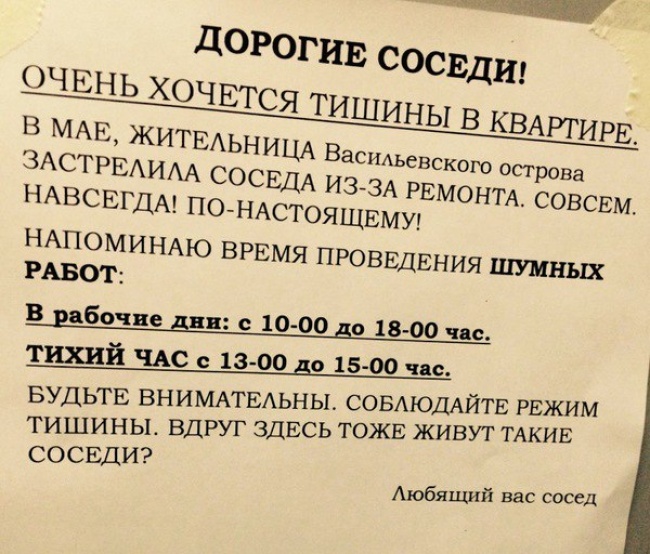 ДОРОГИЕ СОСЕДИ!
ОЧЕНЬ ХОЧЕТСЯ ТИШИНЫ В КВАРТИРЕ.
В МАЕ, ЖИТЕЛЬНИЦА Васильевского острова
ЗАСТРЕЛИЛА СОСЕДА ИЗ-ЗА РЕМОНТА. СОВСЕМ.
НАВСЕГДА! ПО-НАСТОЯЩЕМУ!
НАПОМИНАЮ ВРЕМЯ ПРОВЕДЕНИЯ ШУМНЫХ
РАБОТ:
В рабочие дни: с 10-00 до 18-00 час.
ТИХИЙ ЧАС с 13-00 до 15-00 час.
БУДЬТЕ ВНИМАТЕЛЬНЫ. СОБЛЮДАЙТЕ РЕЖИМ
ТИШИНЫ. ВДРУГ ЗДЕСЬ ТОЖЕ ЖИВУТ ТАКИЕ
СОСЕДИ?
Любящий вас сосед